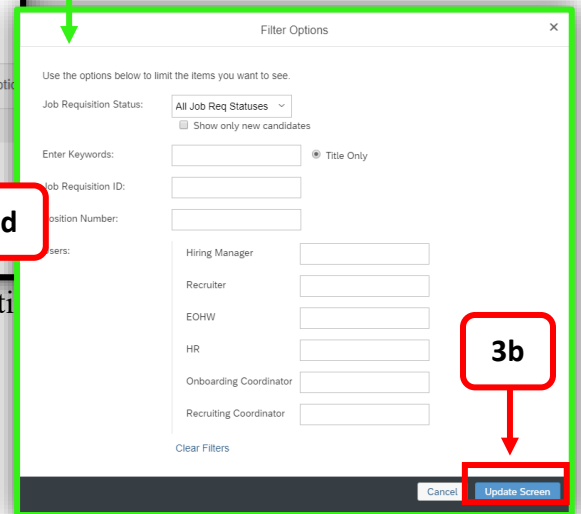 Filter Options ×
Use the options below to limit the items you want to see.
Job Requisition Status: All Job Req Statuses
Show only new candidates
Enter Keywords: Title Only
Job Requisition ID:
Position Number:
Users: Hiring Manager
Recruiter
EOHW
HR
Onboarding Coordinator
Recruiting Coordinator
Clear Filters
3b
Cancel Update Screen